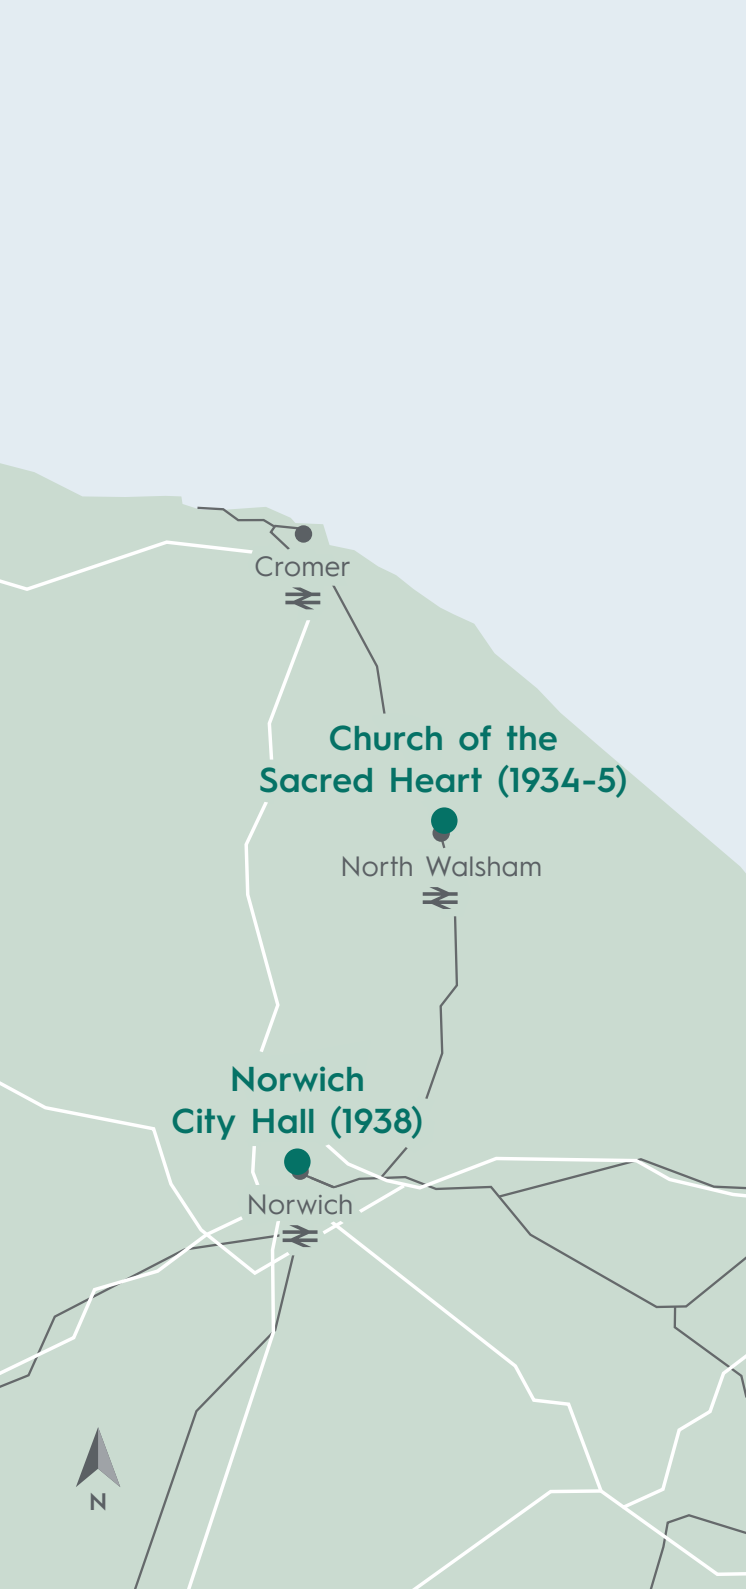 Cromer
Church of the
Sacred Heart (1934-5)
North Walsham
Norwich
City Hall (1938)
Norwich
N